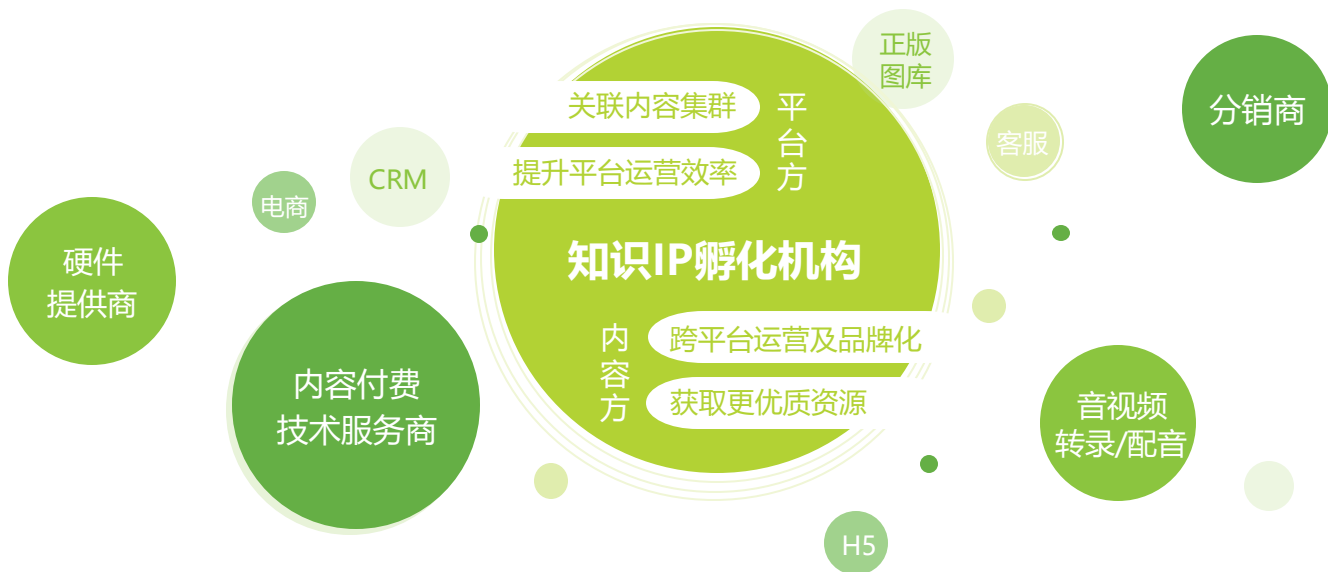 正版
图库
分销商
关联内容集群
平台方
客服
提升平台运营效率
CRM
电商
知识IP孵化机构
硬件
提供商
内容方
跨平台运营及品牌化
获取更优质资源
内容付费
技术服务商
音视频
转录/配音
H5